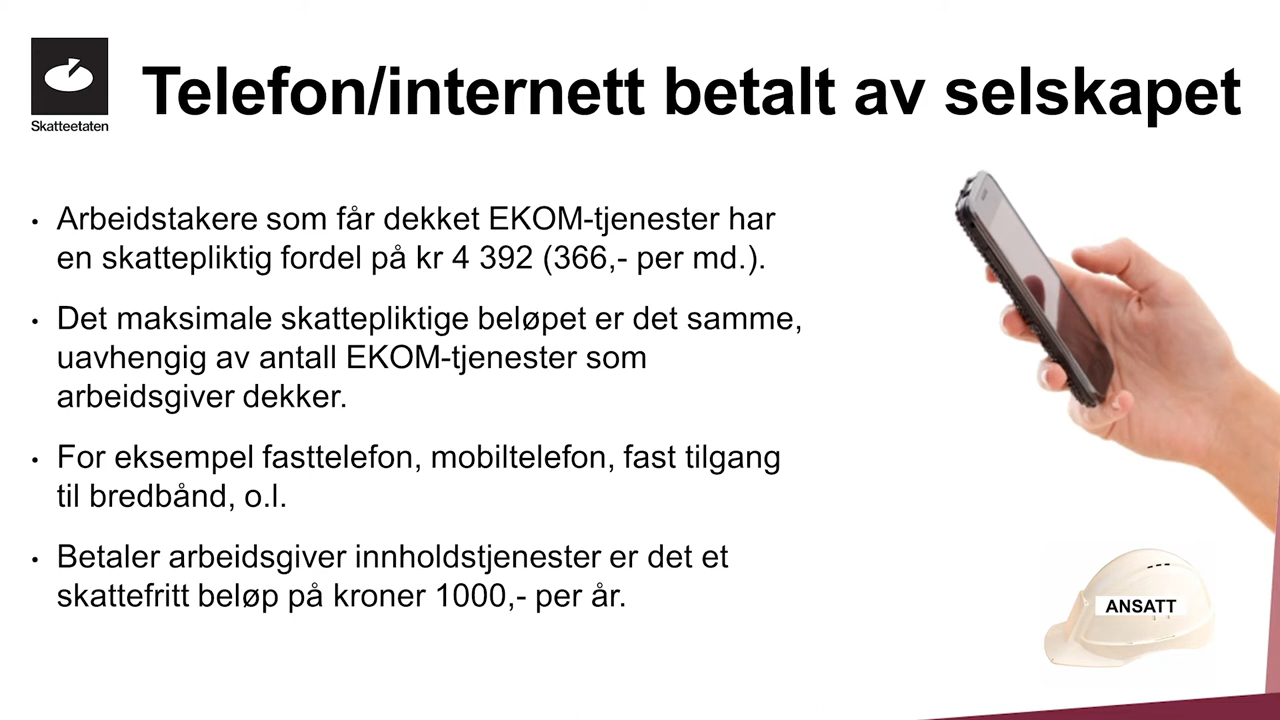 Skatteetaten
Telefon/internett betalt av selskapet
• Arbeidstakere som får dekket EKOM-tjenester har
en skattepliktig fordel på kr 4 392 (366,- per md.).
• Det maksimale skattepliktige beløpet er det samme,
uavhengig av antall EKOM-tjenester som
arbeidsgiver dekker.
• For eksempel fasttelefon, mobiltelefon, fast tilgang
til bredbånd, o.l.
• Betaler arbeidsgiver innholdstjenester er det et
skattefritt beløp på kroner 1000,- per år.
ANSATT